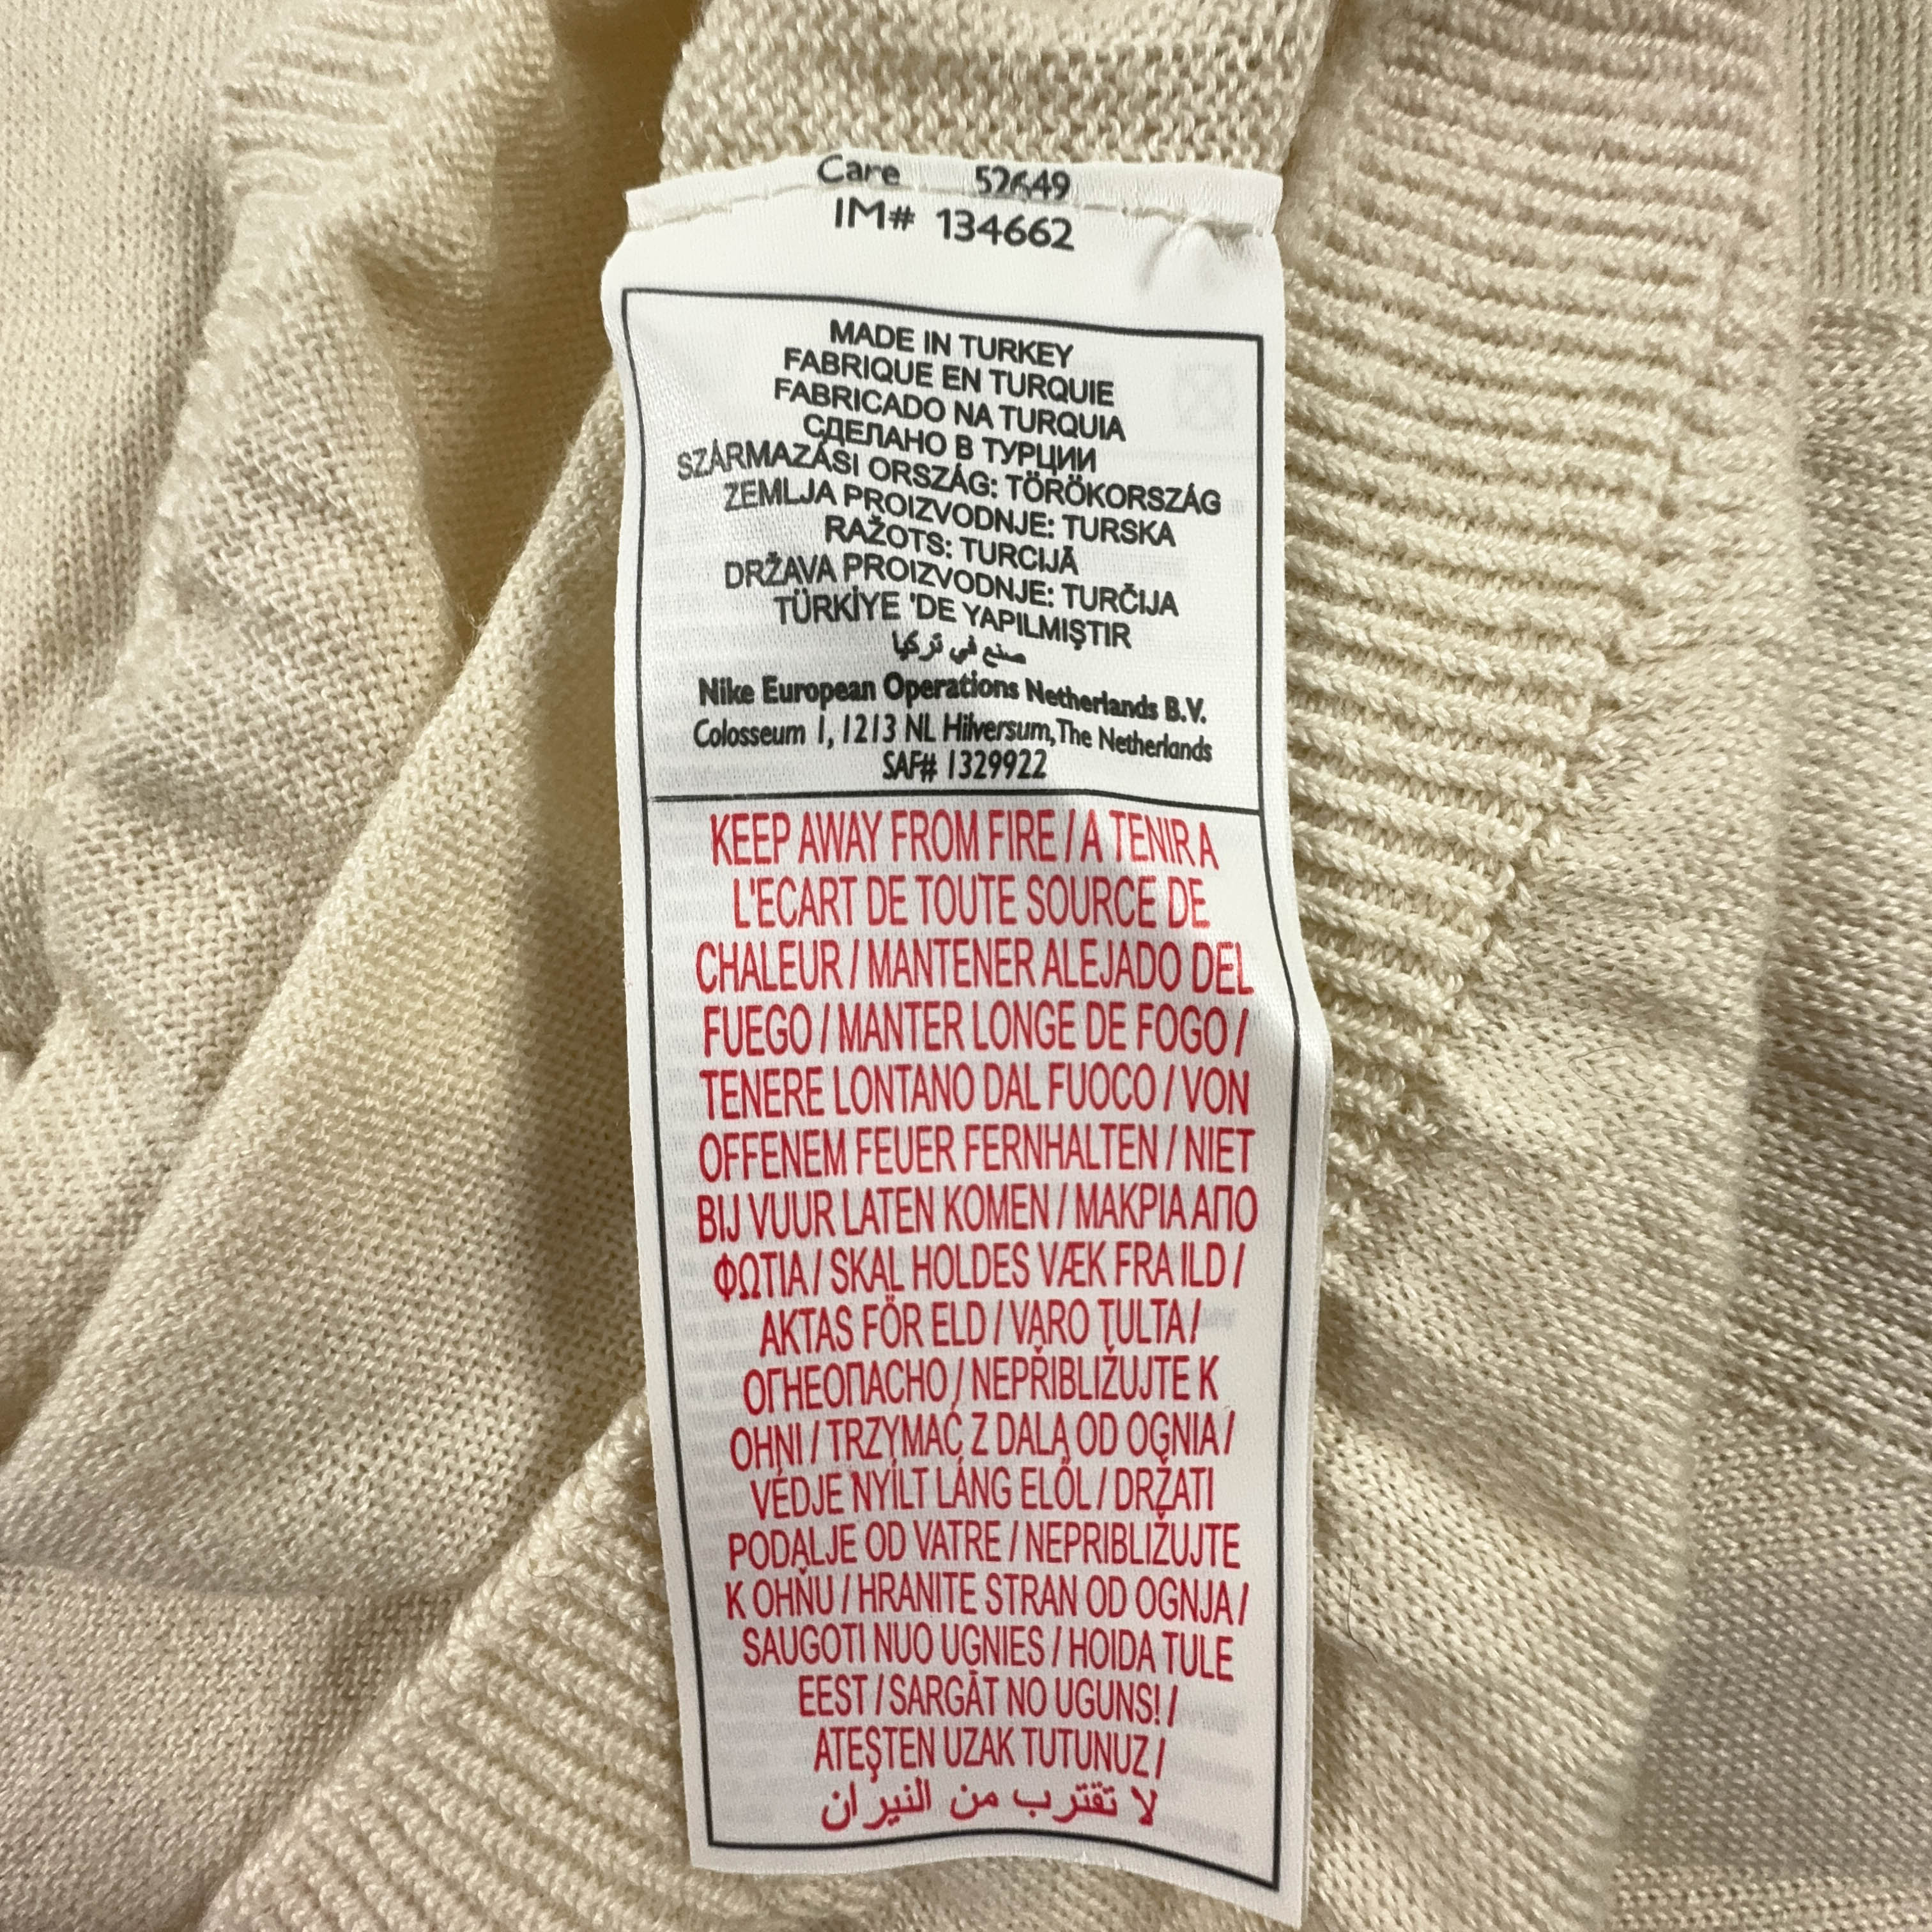 Care 52649
IM# 134662
MADE IN TURKEY
FABRIQUE EN TURQUIE
FABRICADO NA TURQUIA
СДЕЛАНО В ТУРЦИИ
SZÁRMAZÁSI ORSZÁG: TÖRÖKORSZÁG
ZEMLJA PROIZVODNJE: TURSKA
RAŽOTS: TURCIJĀ
DRŽAVA PROIZVODNJE: TURČIJA
TÜRKİYE 'DE YAPILMIŞTIR
صنع في تركيا
Nike European Operations Netherlands B.V.
Colosseum 1, 1213 NL Hilversum, The Netherlands
SAF# 1329922
KEEP AWAY FROM FIRE / A TENIR A
L'ECART DE TOUTE SOURCE DE
CHALEUR / MANTENER ALEJADO DEL
FUEGO / MANTER LONGE DE FOGO /
TENERE LONTANO DAL FUOCO / VON
OFFENEM FEUER FERNHALTEN / NIET
BIJ VUUR LATEN KOMEN / ΜΑΚΡΙΑ ΑΠΟ
ΦΩΤΙΑ / SKAL HOLDES VÆK FRA ILD /
AKTAS FÖR ELD / VARO TULTA /
ОГНЕОПАСНО / NEPŘIBLIŽUJTE K
OHNI / TRZYMAĆ Z DALA OD OGNIA /
VÉDJE NYÍLT LÁNG ELŐL / DRŽATI
PODALJE OD VATRE / NEPRIBLIŽUJTE
K OHŇU / HRANITE STRAN OD OGNJA /
SAUGOTI NUO UGNIES / HOIDA TULE
EEST / SARGĀT NO UGUNS! /
ATEŞTEN UZAK TUTUNUZ /
لا تقترب من النيران